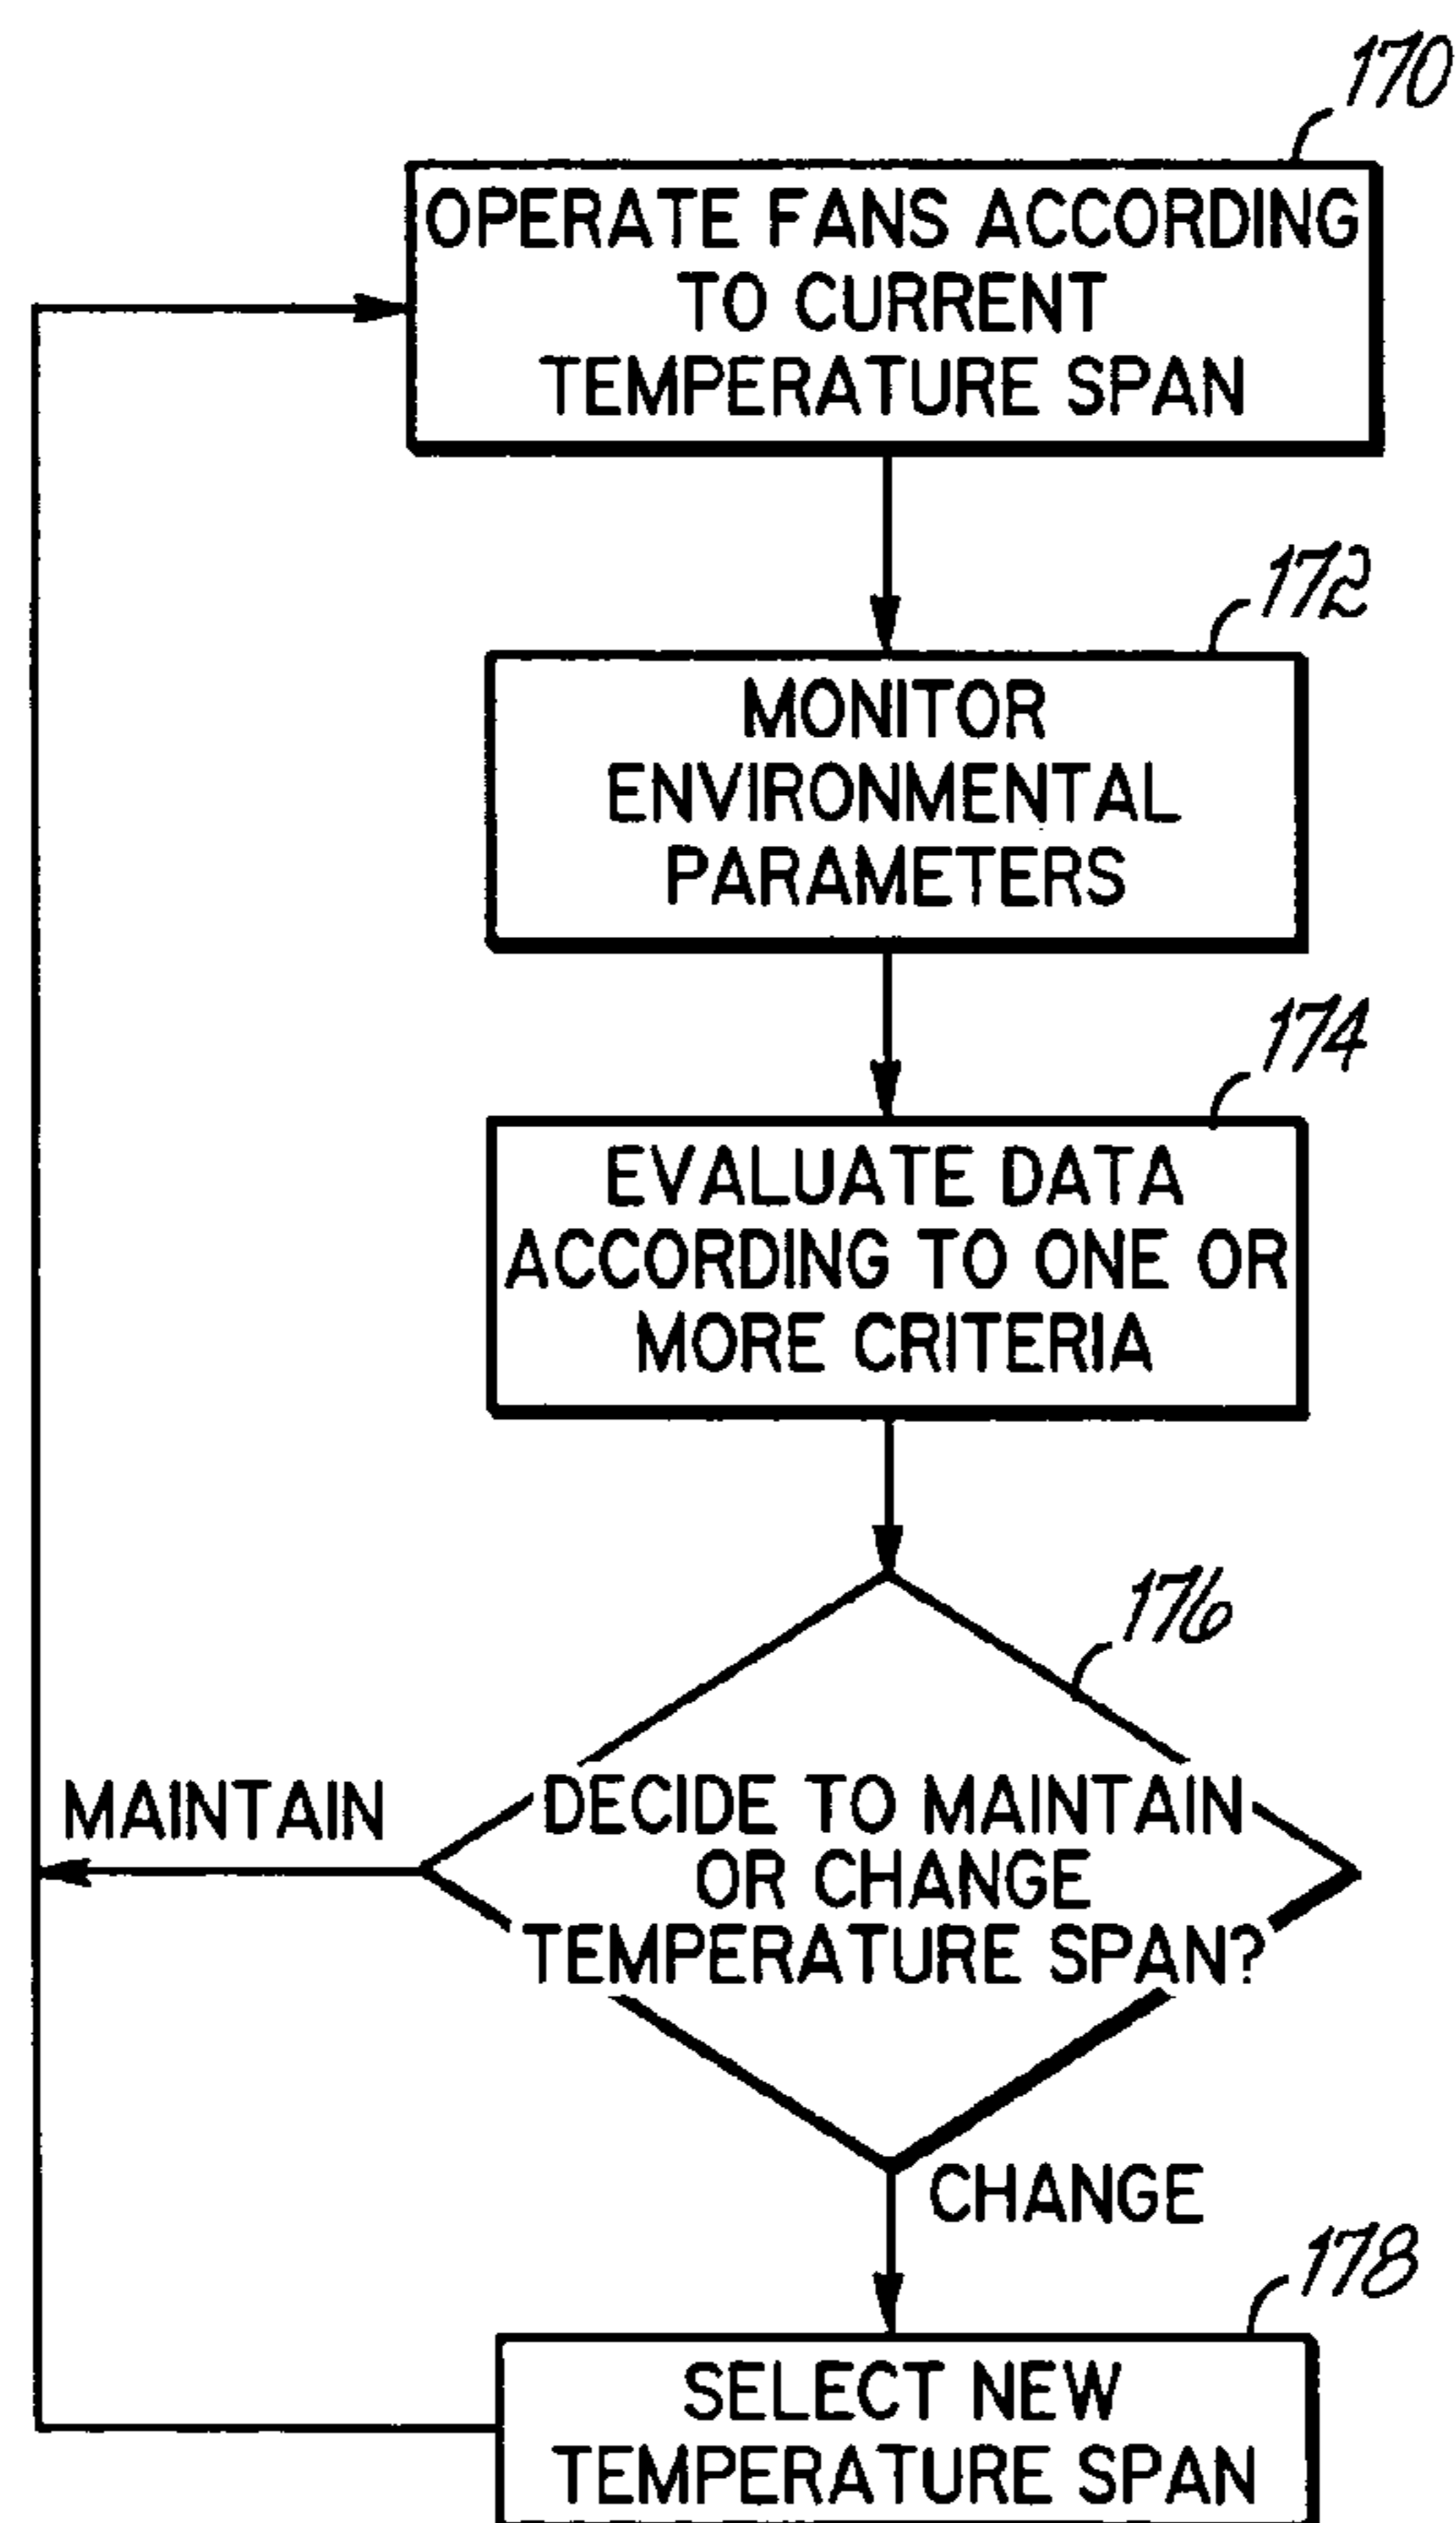 170
OPERATE FANS ACCORDING
TO CURRENT
TEMPERATURE SPAN
172
MONITOR
ENVIRONMENTAL
PARAMETERS
174
EVALUATE DATA
ACCORDING TO ONE OR
MORE CRITERIA
176
DECIDE TO MAINTAIN
OR CHANGE
TEMPERATURE SPAN?
MAINTAIN
CHANGE
178
SELECT NEW
TEMPERATURE SPAN